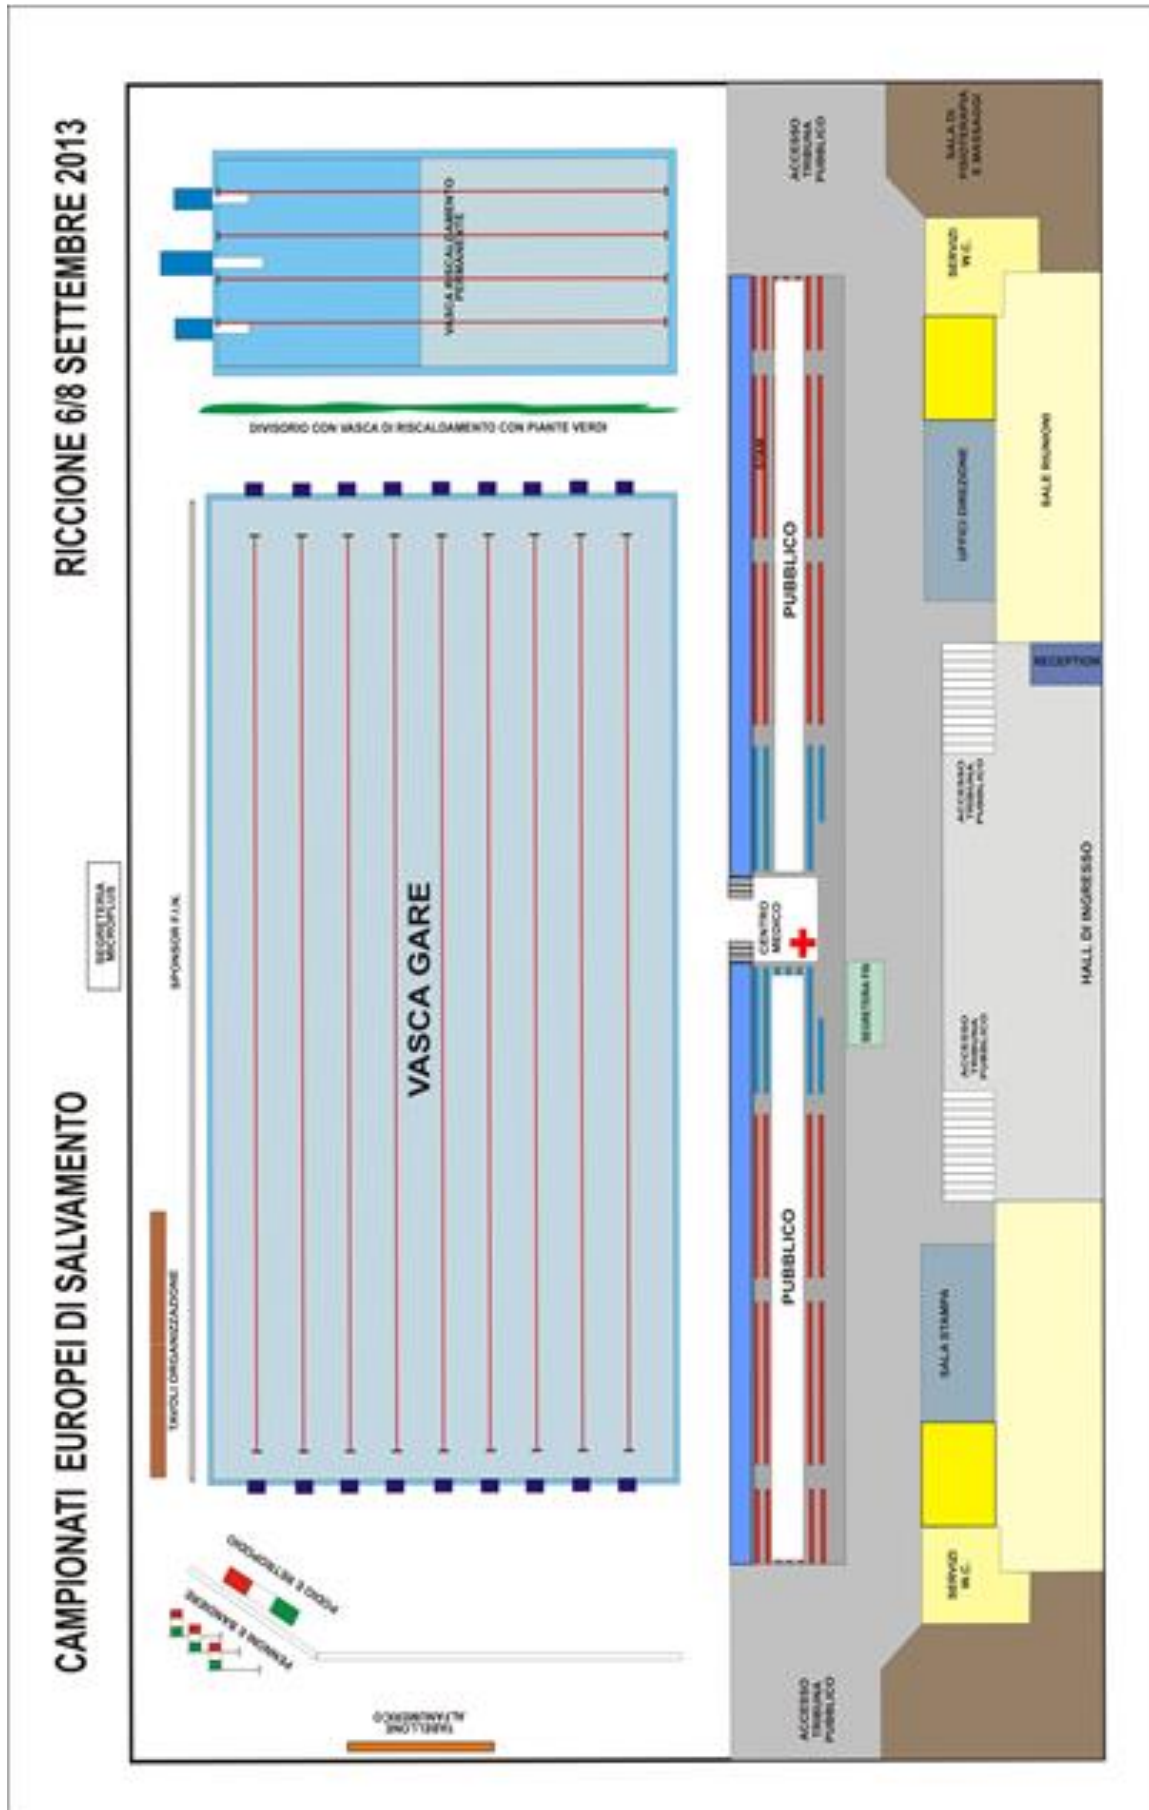 CAMPIONATI EUROPEI DI SALVAMENTO
RICCIONE 6/8 SETTEMBRE 2013
SEGRETERIA
MICROPLUS
TAVOLI ORGANIZZAZIONE
SPONSOR F.I.N.
PENNONI E BANDIERE
PODIO E RETROPODIO
TABELLONE
ALFANUMERICO
VASCA GARE
DIVISORIO CON VASCA DI RISCALDAMENTO CON PIANTE VERDI
VASCA RISCALDAMENTO
PERMANENTE
PUBBLICO
CENTRO
MEDICO
PUBBLICO
SEGRETERIA FIN
ACCESSO
TRIBUNA
PUBBLICO
ACCESSO
TRIBUNA
PUBBLICO
SERVIZI
W.C.
SALA STAMPA
ACCESSO
TRIBUNA
PUBBLICO
ACCESSO
TRIBUNA
PUBBLICO
UFFICI DIREZIONE
SERVIZI
W.C.
SALA DI
FISIOTERAPIA
E MASSAGGI
HALL DI INGRESSO
RECEPTION
SALE RIUNIONI